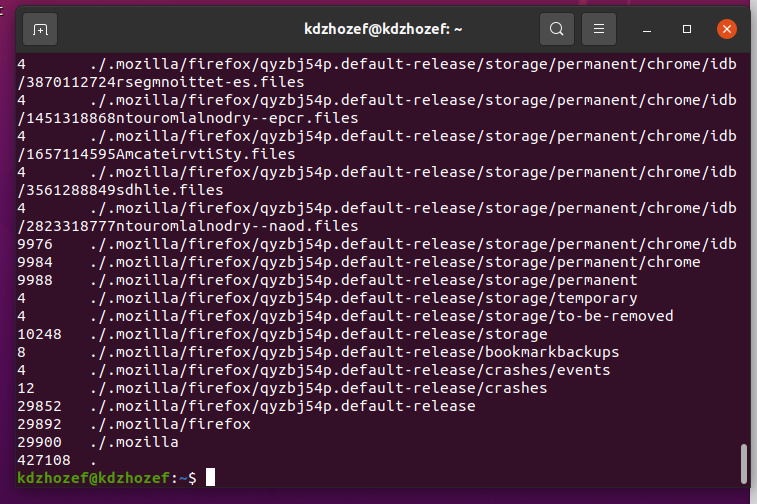 kdzhozef@kdzhozef: ~
4 ./.mozilla/firefox/qyzbj54p.default-release/storage/permanent/chrome/idb
/3870112724rsegmnoittet-es.files
4 ./.mozilla/firefox/qyzbj54p.default-release/storage/permanent/chrome/idb
/1451318868ntouromlalnodry--epcr.files
4 ./.mozilla/firefox/qyzbj54p.default-release/storage/permanent/chrome/idb
/1657114595AmcateirvtiSty.files
4 ./.mozilla/firefox/qyzbj54p.default-release/storage/permanent/chrome/idb
/3561288849sdhlie.files
4 ./.mozilla/firefox/qyzbj54p.default-release/storage/permanent/chrome/idb
/2823318777ntouromlalnodry--naod.files
9976 ./.mozilla/firefox/qyzbj54p.default-release/storage/permanent/chrome/idb
9984 ./.mozilla/firefox/qyzbj54p.default-release/storage/permanent/chrome
9988 ./.mozilla/firefox/qyzbj54p.default-release/storage/permanent
4 ./.mozilla/firefox/qyzbj54p.default-release/storage/temporary
4 ./.mozilla/firefox/qyzbj54p.default-release/storage/to-be-removed
10248 ./.mozilla/firefox/qyzbj54p.default-release/storage
8 ./.mozilla/firefox/qyzbj54p.default-release/bookmarkbackups
4 ./.mozilla/firefox/qyzbj54p.default-release/crashes/events
12 ./.mozilla/firefox/qyzbj54p.default-release/crashes
29852 ./.mozilla/firefox/qyzbj54p.default-release
29892 ./.mozilla/firefox
29900 ./.mozilla
427108 .
kdzhozef@kdzhozef:~$